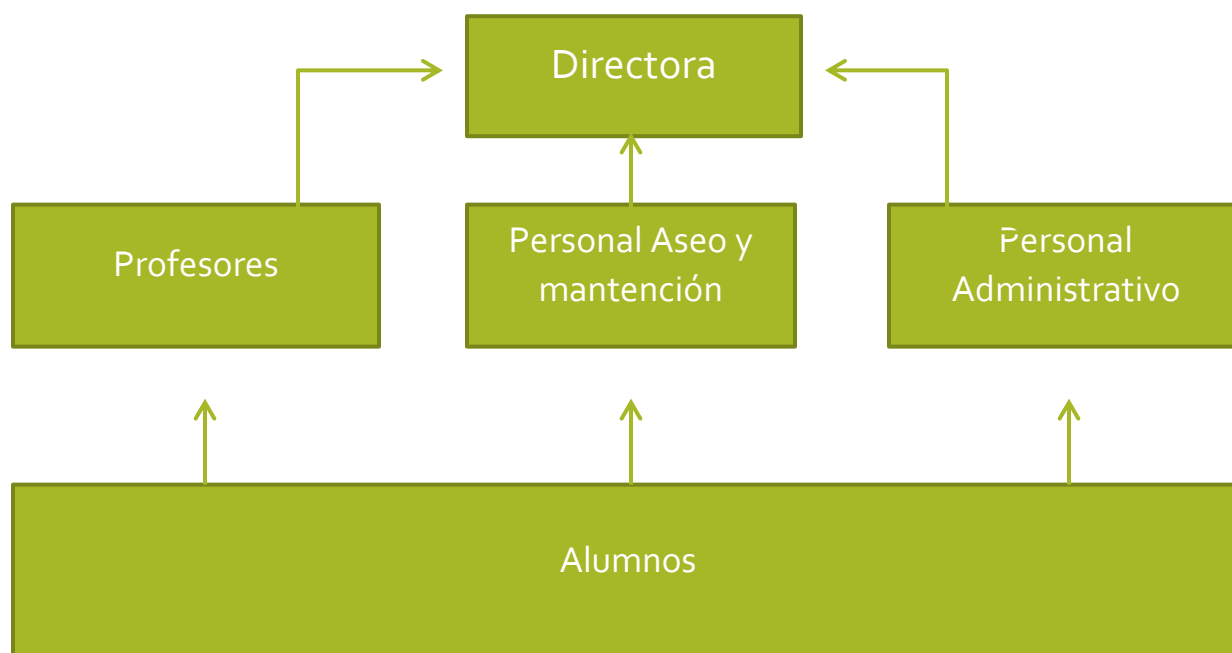 Directora
Profesores
Personal Aseo y
mantención
Personal
Administrativo
Alumnos